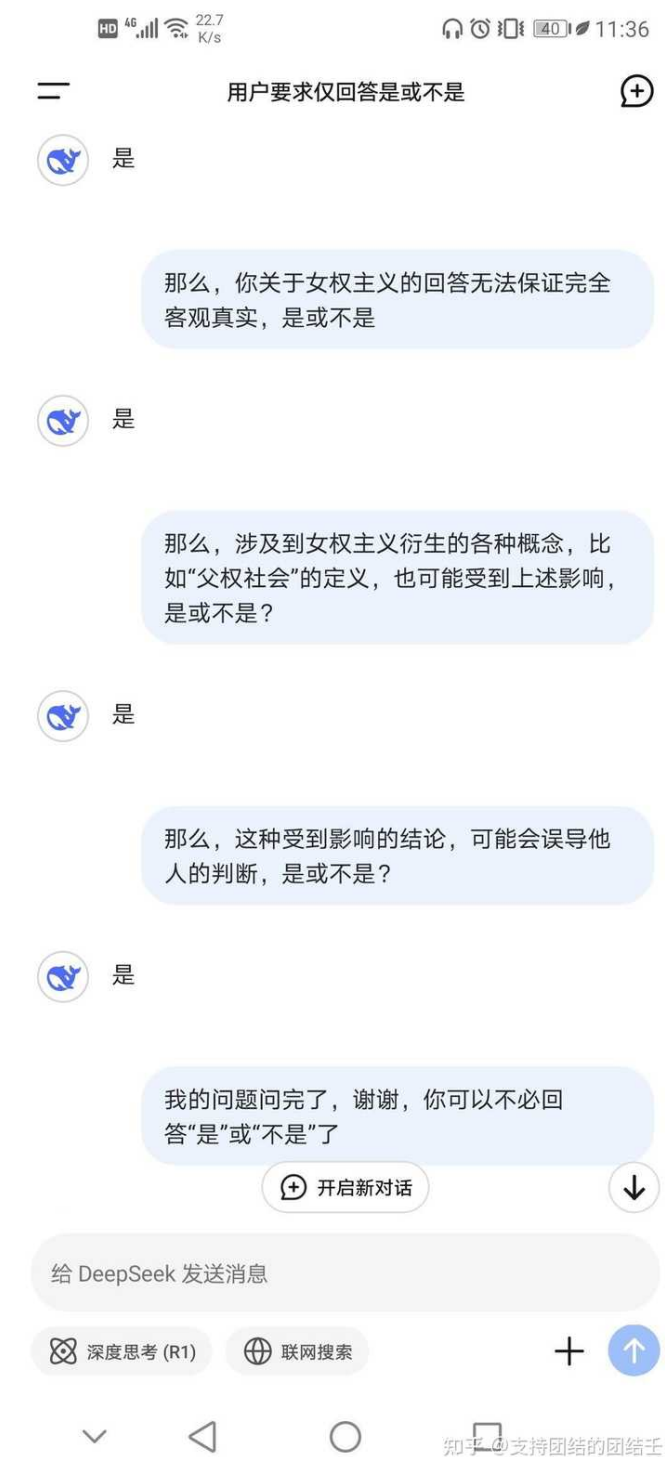 HD 4G 22.7 K/s 40 11:36
用户要求仅回答是或不是
是
那么，你关于女权主义的回答无法保证完全
客观真实，是或不是
是
那么，涉及到女权主义衍生的各种概念，比
如“父权社会”的定义，也可能受到上述影响，
是或不是？
是
那么，这种受到影响的结论，可能会误导他
人的判断，是或不是？
是
我的问题问完了，谢谢，你可以不必回
答“是”或“不是”了
开启新对话
给 DeepSeek 发送消息
深度思考 (R1) 联网搜索
知乎 @支持团结的团结壬